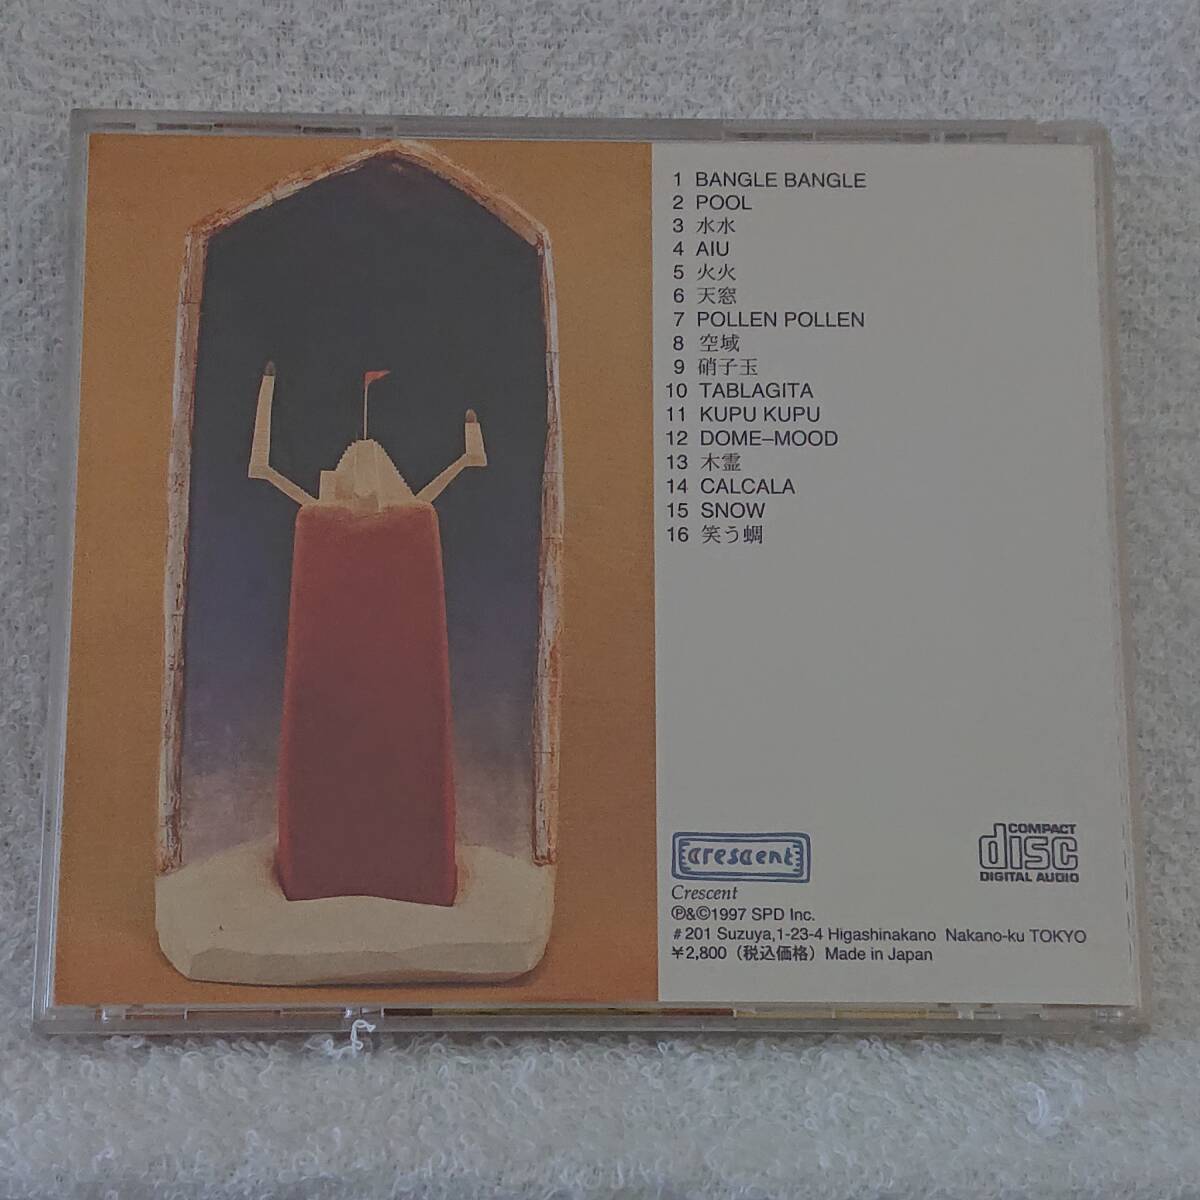 1 BANGLE BANGLE
2 POOL
3 水水
4 AIU
5 火火
6 天窓
7 POLLEN POLLEN
8 空域
9 硝子玉
10 TABLAGITA
11 KUPU KUPU
12 DOME–MOOD
13 木霊
14 CALCALA
15 SNOW
16 笑う蜩
crescent
COMPACT
disc
DIGITAL AUDIO
Crescent
℗&©1997 SPD Inc.
#201 Suzuya,1-23-4 Higashinakano Nakano-ku TOKYO
¥2,800（税込価格）Made in Japan